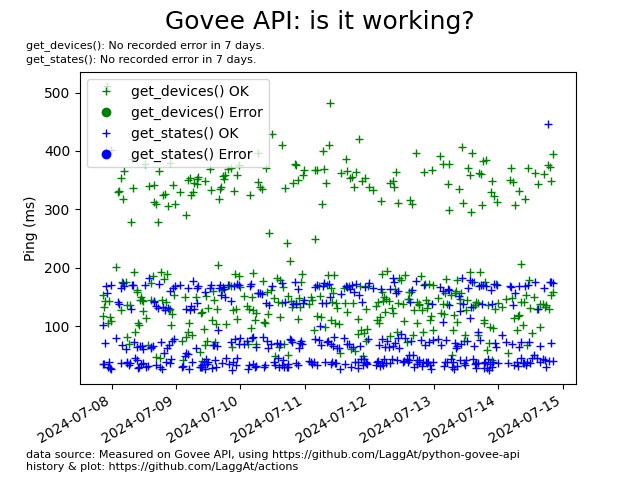 Govee API: is it working?
get_devices(): No recorded error in 7 days.
get_states(): No recorded error in 7 days.
get_devices() OK
get_devices() Error
get_states() OK
get_states() Error
500
400
300
200
100
Ping (ms)
2024-07-08
2024-07-09
2024-07-10
2024-07-11
2024-07-12
2024-07-13
2024-07-14
2024-07-15
data source: Measured on Govee API, using https://github.com/LaggAt/python-govee-api
history & plot: https://github.com/LaggAt/actions